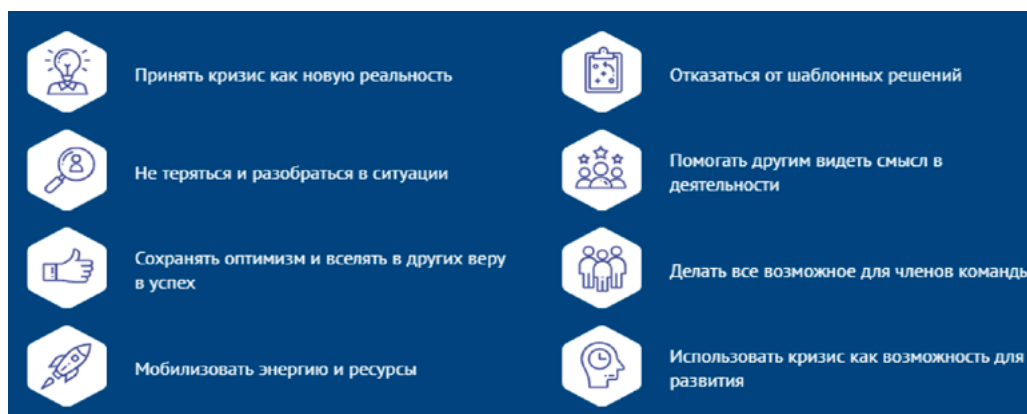 Принять кризис как новую реальность
Не теряться и разобраться в ситуации
Сохранять оптимизм и вселять в других веру
в успех
Мобилизовать энергию и ресурсы
Отказаться от шаблонных решений
Помогать другим видеть смысл в
деятельности
Делать все возможное для членов команды
Использовать кризис как возможность для
развития